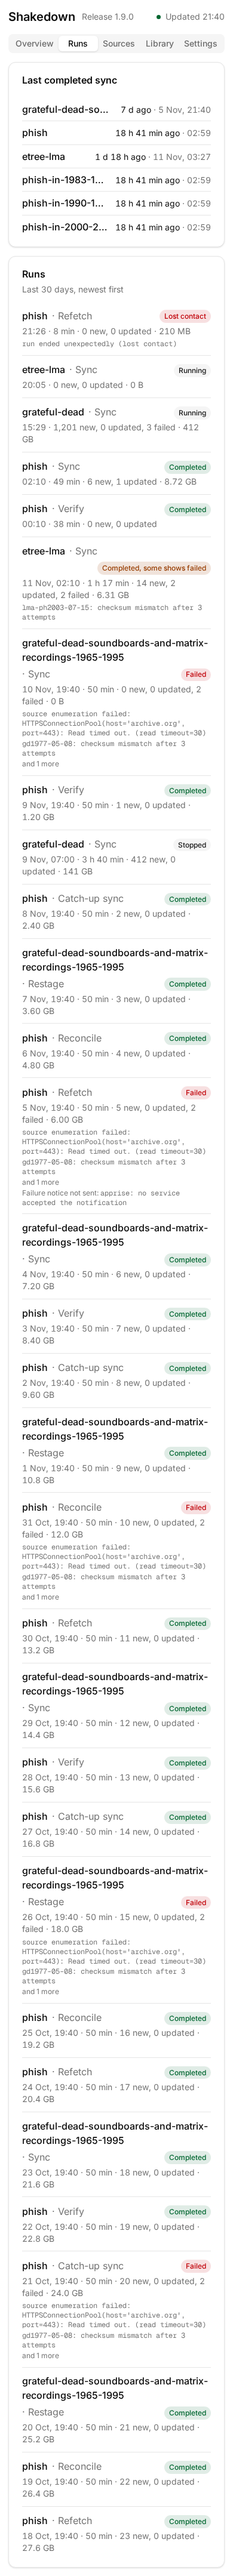 Shakedown Release 1.9.0 Updated 21:40
Overview Runs Sources Library Settings
Last completed sync
grateful-dead-so... 7 d ago · 5 Nov, 21:40
phish 18 h 41 min ago · 02:59
etree-lma 1 d 18 h ago · 11 Nov, 03:27
phish-in-1983-1... 18 h 41 min ago · 02:59
phish-in-1990-1... 18 h 41 min ago · 02:59
phish-in-2000-2... 18 h 41 min ago · 02:59
Runs
Last 30 days, newest first
phish · Refetch Lost contact
21:26 · 8 min · 0 new, 0 updated · 210 MB
run ended unexpectedly (lost contact)
etree-lma · Sync Running
20:05 · 0 new, 0 updated · 0 B
grateful-dead · Sync Running
15:29 · 1,201 new, 0 updated, 3 failed · 412
GB
phish · Sync Completed
02:10 · 49 min · 6 new, 1 updated · 8.72 GB
phish · Verify Completed
00:10 · 38 min · 0 new, 0 updated
etree-lma · Sync
Completed, some shows failed
11 Nov, 02:10 · 1 h 17 min · 14 new, 2
updated, 2 failed · 6.31 GB
lma-ph2003-07-15: checksum mismatch after 3
attempts
grateful-dead-soundboards-and-matrix-
recordings-1965-1995
· Sync Failed
10 Nov, 19:40 · 50 min · 0 new, 0 updated, 2
failed · 0 B
source enumeration failed:
HTTPSConnectionPool(host='archive.org',
port=443): Read timed out. (read timeout=30)
gd1977-05-08: checksum mismatch after 3
attempts
and 1 more
phish · Verify Completed
9 Nov, 19:40 · 50 min · 1 new, 0 updated ·
1.20 GB
grateful-dead · Sync Stopped
9 Nov, 07:00 · 3 h 40 min · 412 new, 0
updated · 141 GB
phish · Catch-up sync Completed
8 Nov, 19:40 · 50 min · 2 new, 0 updated ·
2.40 GB
grateful-dead-soundboards-and-matrix-
recordings-1965-1995
· Restage Completed
7 Nov, 19:40 · 50 min · 3 new, 0 updated ·
3.60 GB
phish · Reconcile Completed
6 Nov, 19:40 · 50 min · 4 new, 0 updated ·
4.80 GB
phish · Refetch Failed
5 Nov, 19:40 · 50 min · 5 new, 0 updated, 2
failed · 6.00 GB
source enumeration failed:
HTTPSConnectionPool(host='archive.org',
port=443): Read timed out. (read timeout=30)
gd1977-05-08: checksum mismatch after 3
attempts
and 1 more
Failure notice not sent: apprise: no service
accepted the notification
grateful-dead-soundboards-and-matrix-
recordings-1965-1995
· Sync Completed
4 Nov, 19:40 · 50 min · 6 new, 0 updated ·
7.20 GB
phish · Verify Completed
3 Nov, 19:40 · 50 min · 7 new, 0 updated ·
8.40 GB
phish · Catch-up sync Completed
2 Nov, 19:40 · 50 min · 8 new, 0 updated ·
9.60 GB
grateful-dead-soundboards-and-matrix-
recordings-1965-1995
· Restage Completed
1 Nov, 19:40 · 50 min · 9 new, 0 updated ·
10.8 GB
phish · Reconcile Failed
31 Oct, 19:40 · 50 min · 10 new, 0 updated, 2
failed · 12.0 GB
source enumeration failed:
HTTPSConnectionPool(host='archive.org',
port=443): Read timed out. (read timeout=30)
gd1977-05-08: checksum mismatch after 3
attempts
and 1 more
phish · Refetch Completed
30 Oct, 19:40 · 50 min · 11 new, 0 updated ·
13.2 GB
grateful-dead-soundboards-and-matrix-
recordings-1965-1995
· Sync Completed
29 Oct, 19:40 · 50 min · 12 new, 0 updated ·
14.4 GB
phish · Verify Completed
28 Oct, 19:40 · 50 min · 13 new, 0 updated ·
15.6 GB
phish · Catch-up sync Completed
27 Oct, 19:40 · 50 min · 14 new, 0 updated ·
16.8 GB
grateful-dead-soundboards-and-matrix-
recordings-1965-1995
· Restage Failed
26 Oct, 19:40 · 50 min · 15 new, 0 updated, 2
failed · 18.0 GB
source enumeration failed:
HTTPSConnectionPool(host='archive.org',
port=443): Read timed out. (read timeout=30)
gd1977-05-08: checksum mismatch after 3
attempts
and 1 more
phish · Reconcile Completed
25 Oct, 19:40 · 50 min · 16 new, 0 updated ·
19.2 GB
phish · Refetch Completed
24 Oct, 19:40 · 50 min · 17 new, 0 updated ·
20.4 GB
grateful-dead-soundboards-and-matrix-
recordings-1965-1995
· Sync Completed
23 Oct, 19:40 · 50 min · 18 new, 0 updated ·
21.6 GB
phish · Verify Completed
22 Oct, 19:40 · 50 min · 19 new, 0 updated ·
22.8 GB
phish · Catch-up sync Failed
21 Oct, 19:40 · 50 min · 20 new, 0 updated, 2
failed · 24.0 GB
source enumeration failed:
HTTPSConnectionPool(host='archive.org',
port=443): Read timed out. (read timeout=30)
gd1977-05-08: checksum mismatch after 3
attempts
and 1 more
grateful-dead-soundboards-and-matrix-
recordings-1965-1995
· Restage Completed
20 Oct, 19:40 · 50 min · 21 new, 0 updated ·
25.2 GB
phish · Reconcile Completed
19 Oct, 19:40 · 50 min · 22 new, 0 updated ·
26.4 GB
phish · Refetch Completed
18 Oct, 19:40 · 50 min · 23 new, 0 updated ·
27.6 GB